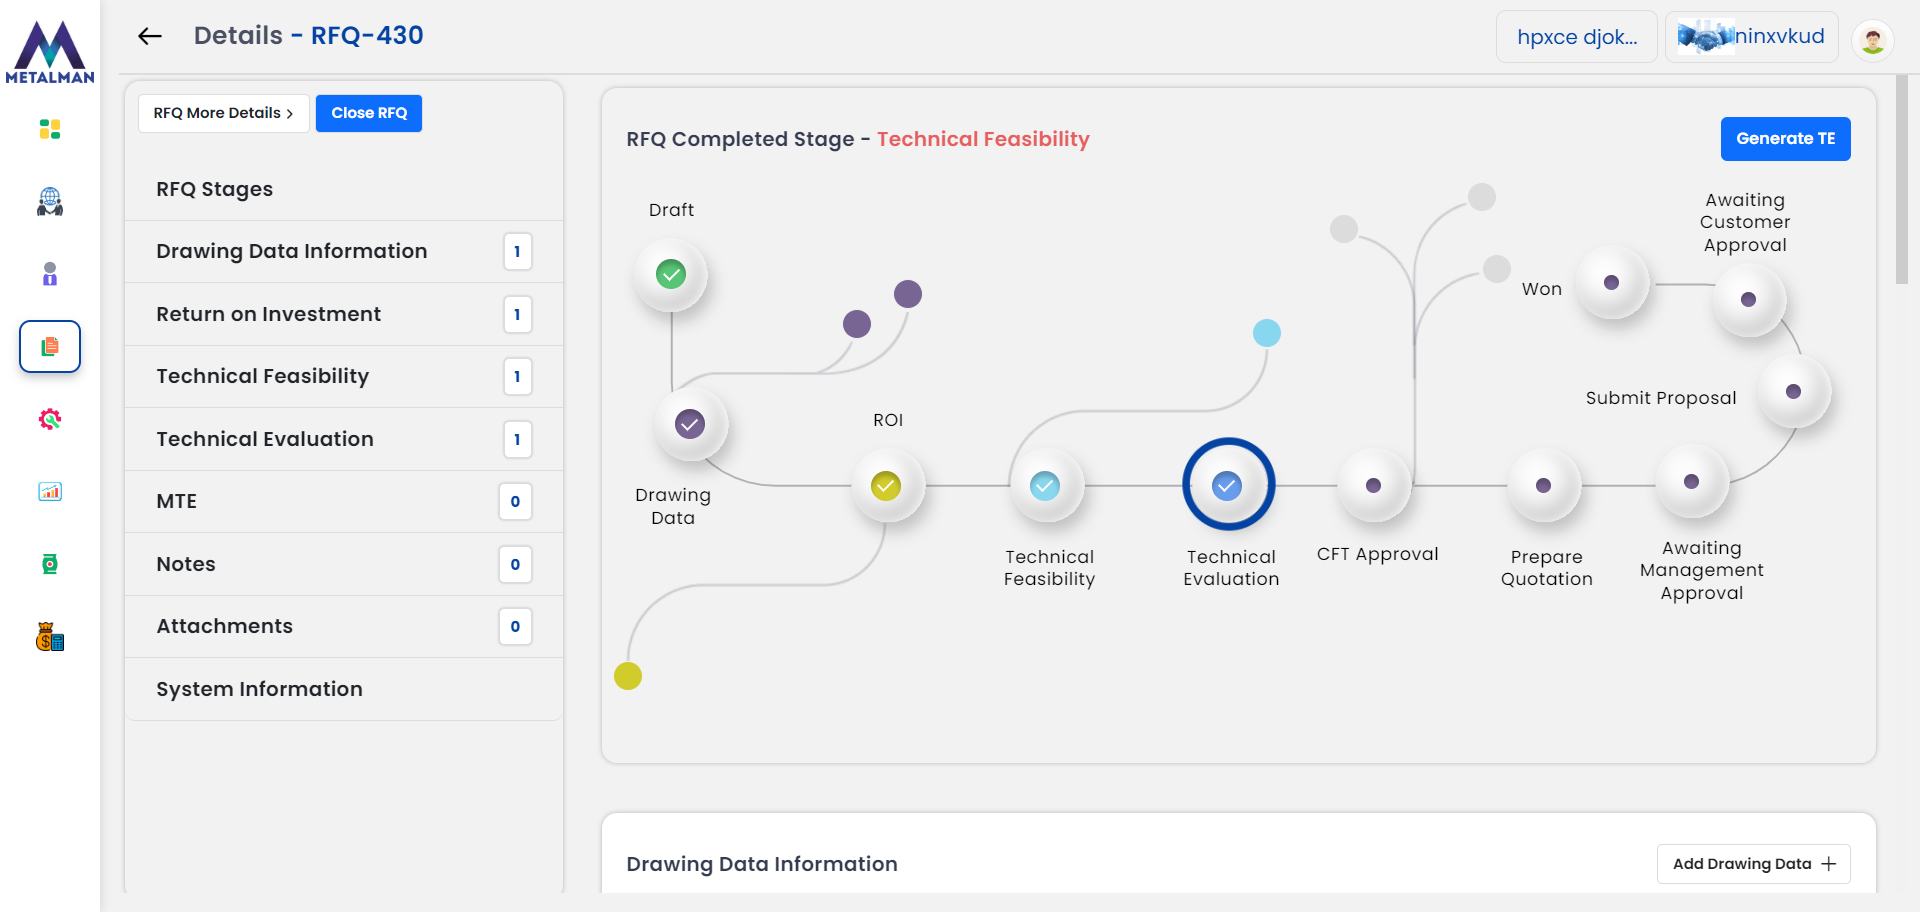 METALMAN
Details - RFQ-430
hpxce djok...
ninxvkud
RFQ More Details >
Close RFQ
RFQ Stages
Drawing Data Information 1
Return on Investment 1
Technical Feasibility 1
Technical Evaluation 1
MTE 0
Notes 0
Attachments 0
System Information
RFQ Completed Stage - Technical Feasibility
Generate TE
Draft
Drawing
Data
ROI
Technical
Feasibility
Technical
Evaluation
CFT Approval
Prepare
Quotation
Awaiting
Management
Approval
Submit Proposal
Awaiting
Customer
Approval
Won
Drawing Data Information
Add Drawing Data +